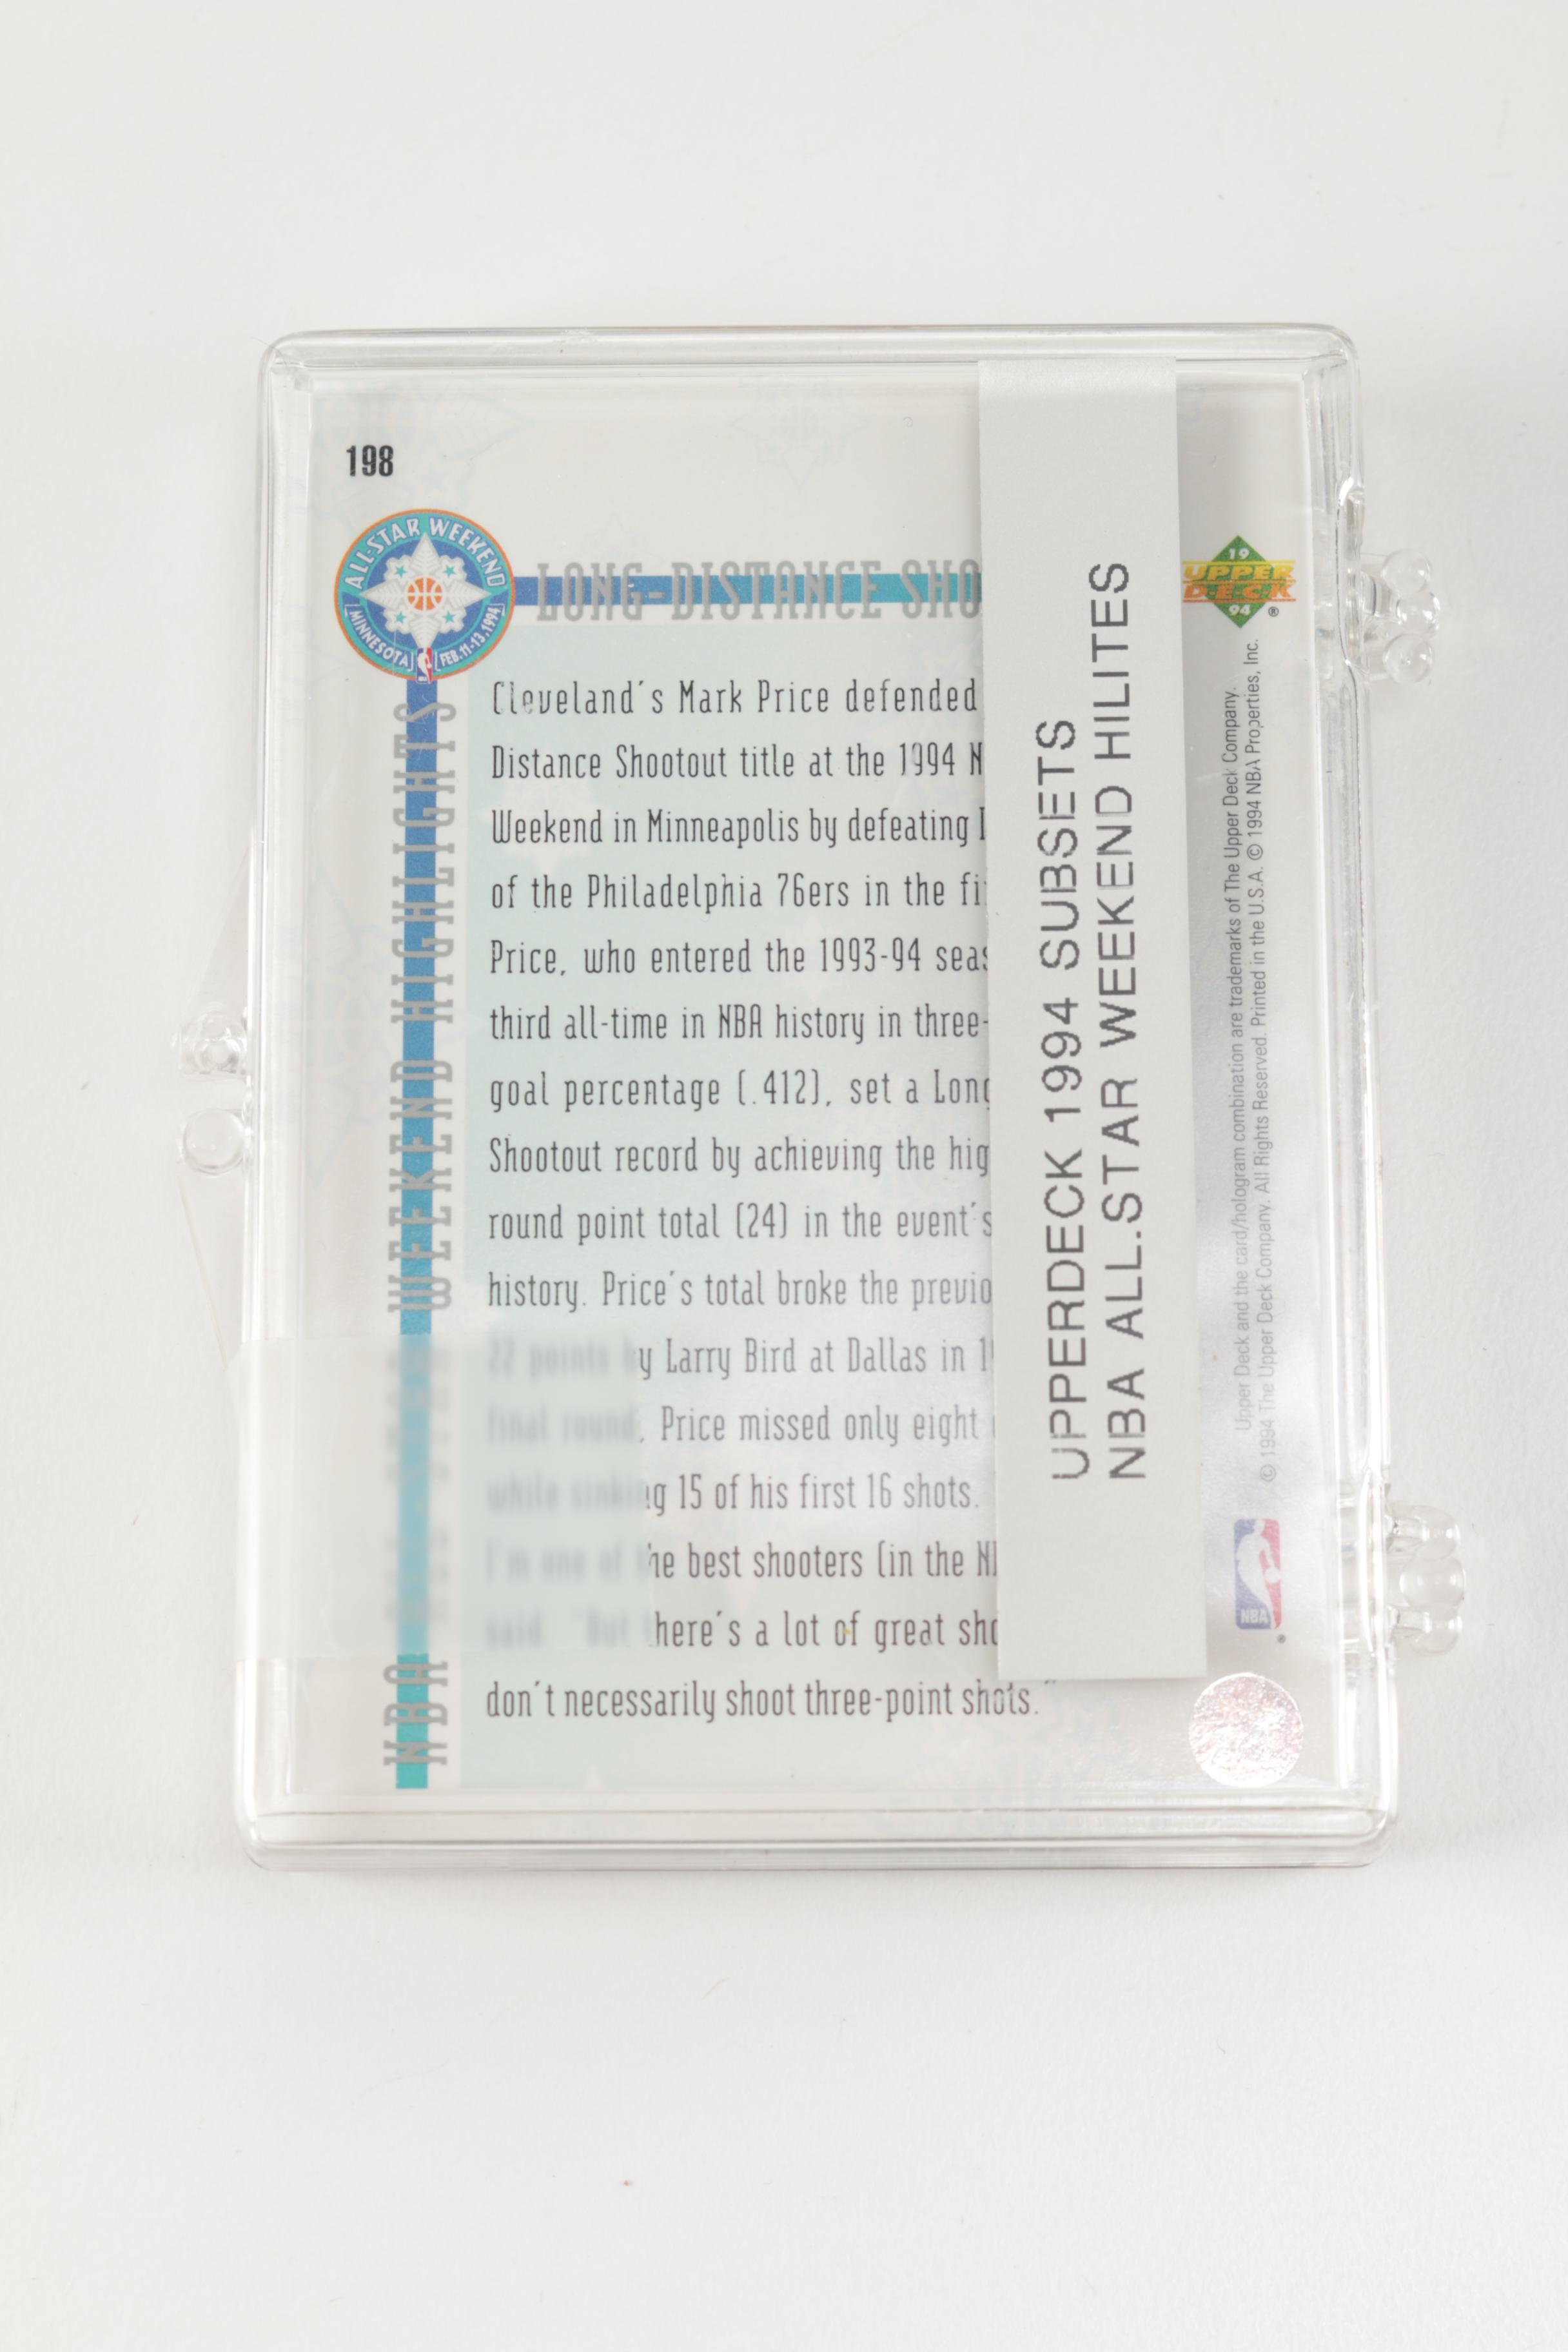 198
ALL-STAR WEEKEND
MINNESOTA FEB.11-13,1994
LONG-DISTANCE SHO
NBA WEEKEND HIGHLIGHTS
Cleveland's Mark Price defended
Distance Shootout title at the 1994 N
Weekend in Minneapolis by defeating
of the Philadelphia 76ers in the
Price, who entered the 1993-94 seas
third all-time in NBA history in three-
goal percentage (.412), set a Long
Shootout record by achieving the hig
round point total (24) in the event's
history. Price's total broke the previo
22 points by Larry Bird at Dallas in
final round, Price missed only eight
while sinking 15 of his first 16 shots.
I'm one of the best shooters (in the
said. "But there's a lot of great sho
don't necessarily shoot three-point shots."
UPPERDECK 1994 SUBSETS
NBA ALL.STAR WEEKEND HILITES
19 UPPER DECK 94 ®
Upper Deck and the card/hologram combination are trademarks of The Upper Deck Company.
© 1994 The Upper Deck Company. All Rights Reserved. Printed in the U.S.A. © 1994 NBA Properties, Inc.
NBA ®